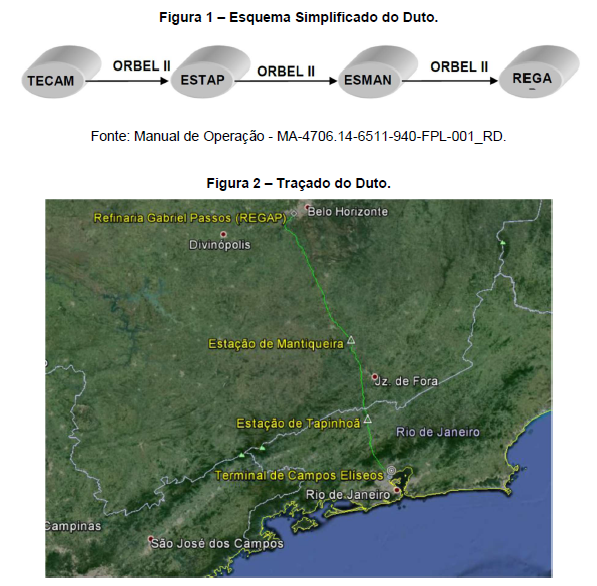 Figura 1 – Esquema Simplificado do Duto.
ORBEL II ORBEL II ORBEL II
TECAM ESTAP ESMAN REGA
Fonte: Manual de Operação - MA-4706.14-6511-940-FPL-001_RD.
Figura 2 – Traçado do Duto.
Refinaria Gabriel Passos (REGAP) Belo Horizonte
Divinópolis
Estação de Mantiqueira
Jz. de Fora
Estação de Tapinhoã
Rio de Janeiro
Terminal de Campos Eliseos
Rio de Janeiro
Campinas
São José dos Campos